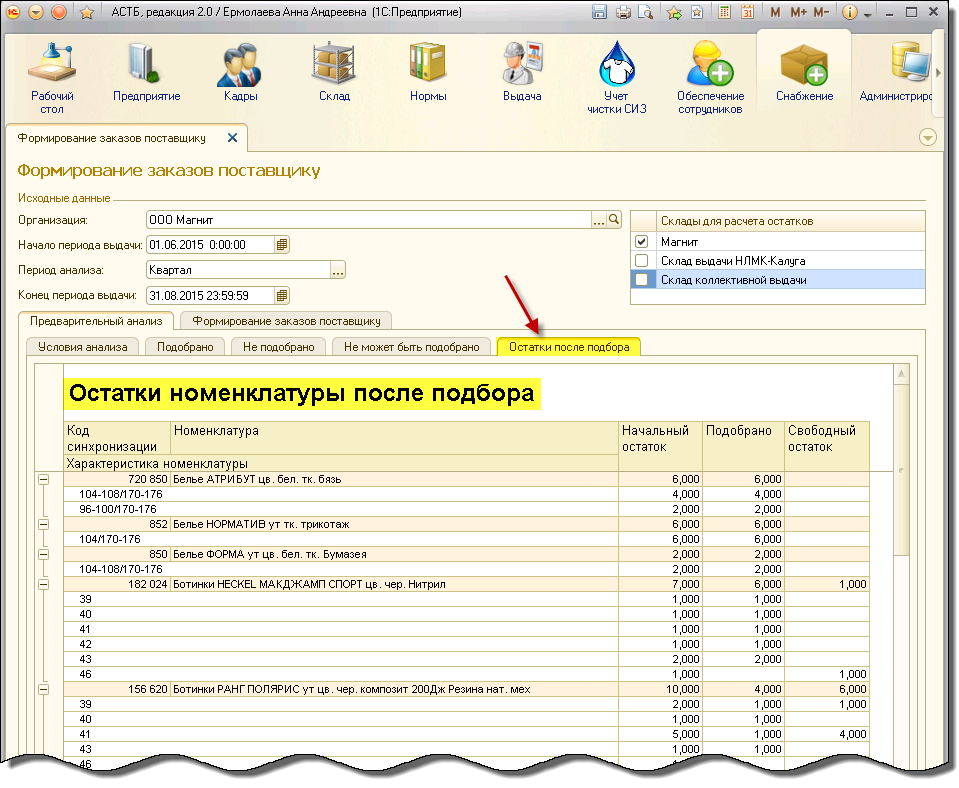 АСТБ, редакция 2.0 / Ермолаева Анна Андреевна (1С:Предприятие)
M M+ M-
Рабочий стол
Предприятие
Кадры
Склад
Нормы
Выдача
Учет чистки СИЗ
Обеспечение сотрудников
Снабжение
Администриро
Формирование заказов поставщику
Формирование заказов поставщику
Исходные данные
Организация: ООО Магнит
Начало периода выдачи: 01.06.2015 0:00:00
Период анализа: Квартал
Конец периода выдачи: 31.08.2015 23:59:59
Склады для расчета остатков
Магнит
Склад выдачи НЛМК-Калуга
Склад коллективной выдачи
Предварительный анализ Формирование заказов поставщику
Условия анализа Подобрано Не подобрано Не может быть подобрано Остатки после подбора
Остатки номенклатуры после подбора
Код синхронизации Номенклатура Начальный остаток Подобрано Свободный остаток
Характеристика номенклатуры
720 850 Белье АТРИБУТ цв. бел. тк. бязь 6,000 6,000
104-108/170-176 4,000 4,000
96-100/170-176 2,000 2,000
852 Белье НОРМАТИВ ут тк. трикотаж 6,000 6,000
104/170-176 6,000 6,000
850 Белье ФОРМА ут цв. бел. тк. Бумазея 2,000 2,000
104-108/170-176 2,000 2,000
182 024 Ботинки HECKEL МАКДЖАМП СПОРТ цв. чер. Нитрил 7,000 6,000 1,000
39 1,000 1,000
40 1,000 1,000
41 1,000 1,000
42 1,000 1,000
43 2,000 2,000
46 1,000 1,000
156 620 Ботинки РАНГ ПОЛЯРИС ут цв. чер. композит 200Дж Резина нат. мех 10,000 4,000 6,000
39 2,000 1,000 1,000
40 1,000 1,000
41 5,000 1,000 4,000
43 1,000 1,000
46